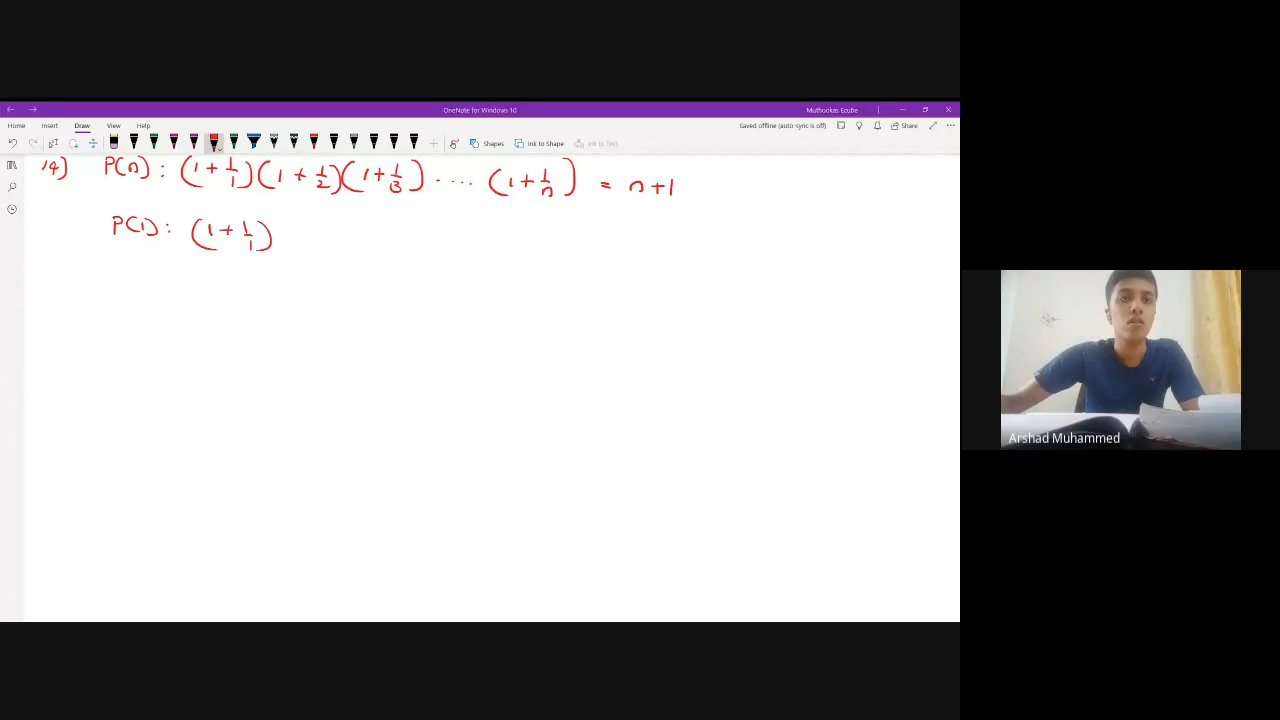 OneNote for Windows 10
Muthookas Ecube
Home Insert Draw View Help
Saved offline (auto-sync is off)
Share
Shapes
Ink to Shape
Ink to Text
14) P(n) : (1 + 1/1)(1 + 1/2)(1 + 1/3) ..... (1 + 1/n) = n+1
P(1) : (1 + 1/1)
Arshad Muhammed